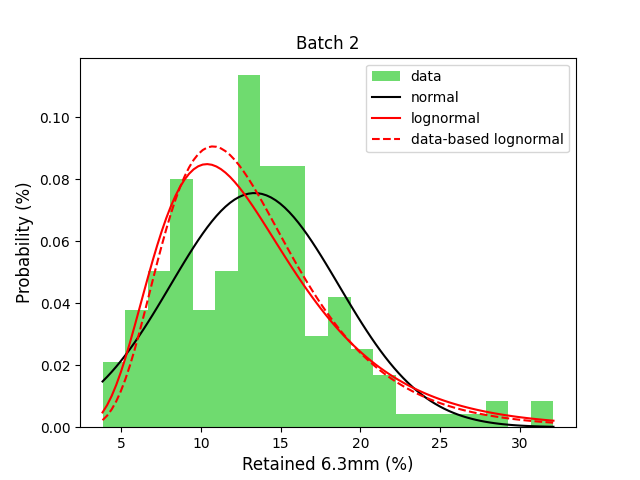 Batch 2
data
normal
lognormal
data-based lognormal
Probability (%)
0.10
0.08
0.06
0.04
0.02
0.00
5 10 15 20 25 30
Retained 6.3mm (%)